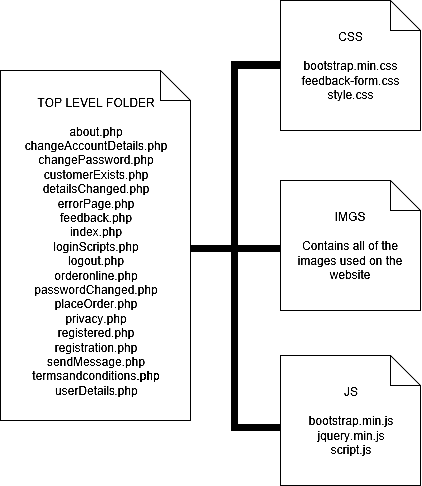 TOP LEVEL FOLDER
about.php
changeAccountDetails.php
changePassword.php
customerExists.php
detailsChanged.php
errorPage.php
feedback.php
index.php
loginScripts.php
logout.php
orderonline.php
passwordChanged.php
placeOrder.php
privacy.php
registered.php
registration.php
sendMessage.php
termsandconditions.php
userDetails.php
CSS
bootstrap.min.css
feedback-form.css
style.css
IMGS
Contains all of the
images used on the
website
JS
bootstrap.min.js
jquery.min.js
script.js